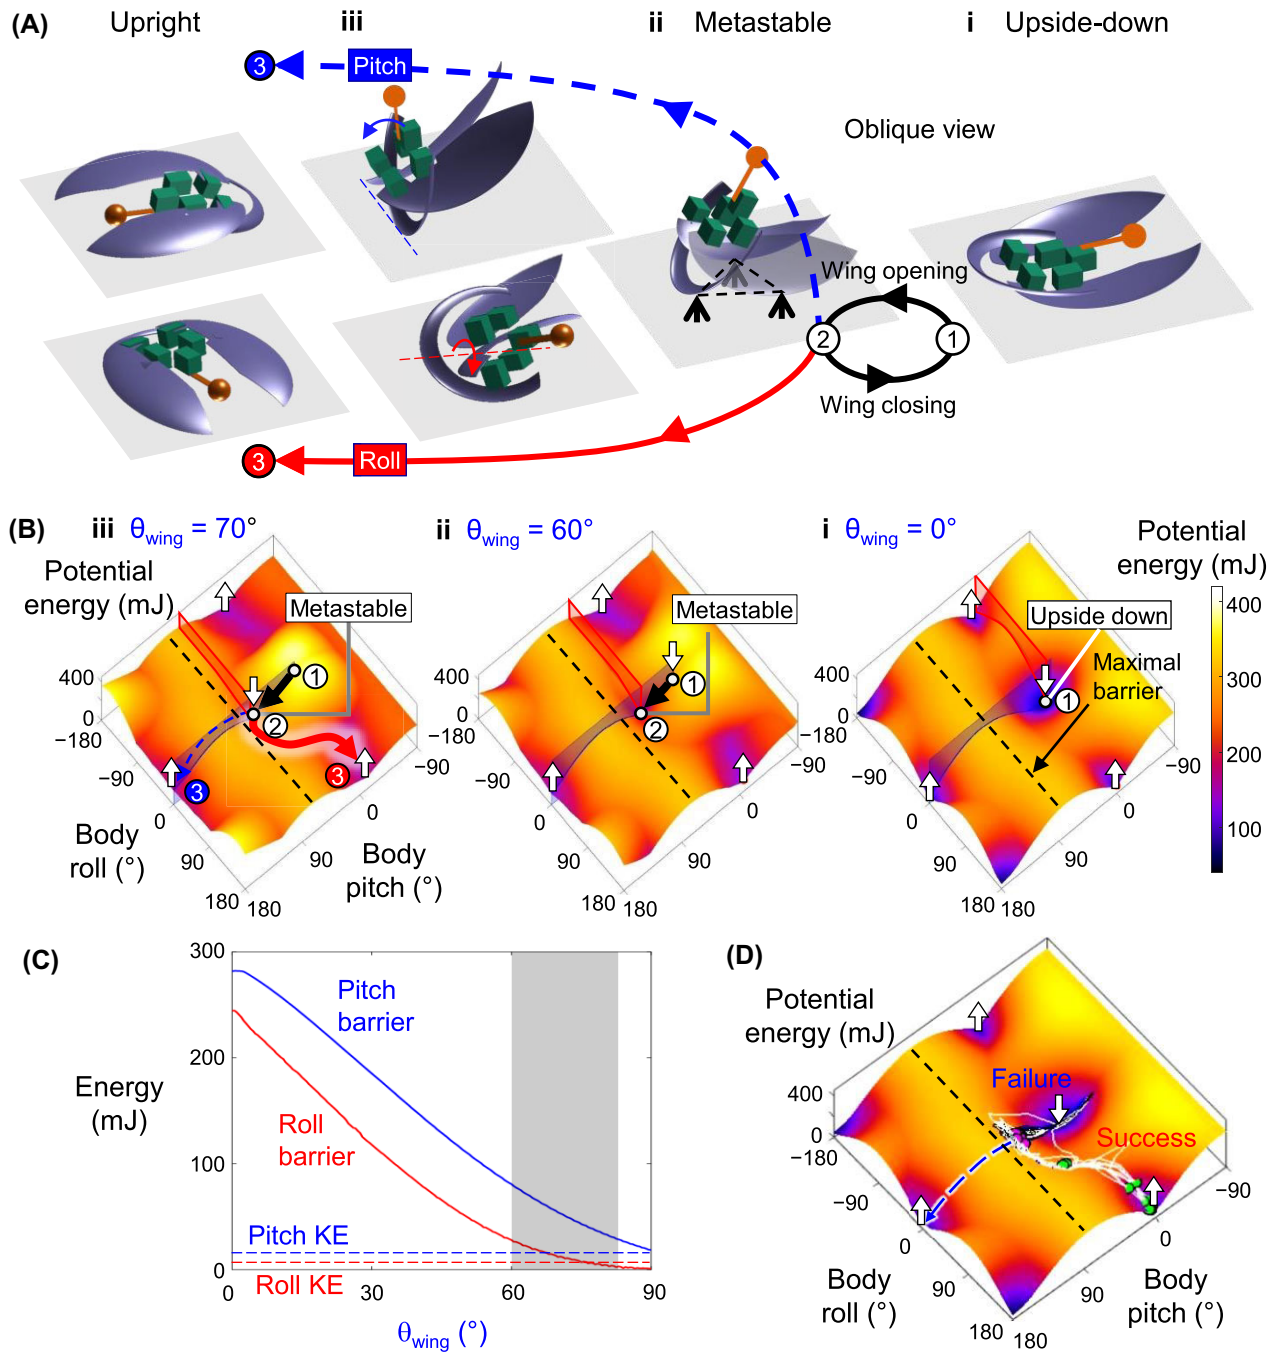 (A)
Upright
iii
ii
Metastable
i
Upside-down
3
Pitch
Oblique view
Wing opening
2
1
Wing closing
3
Roll
(B)
iii θwing = 70°
ii θwing = 60°
i θwing = 0°
Potential
energy (mJ)
Metastable
1
2
3
3
400
0
−180
−90
0
90
180
180
90
0
−90
Body
roll (°)
Body
pitch (°)
Metastable
1
2
400
0
−180
−90
0
90
180
180
90
0
−90
Upside down
Maximal
barrier
1
400
0
−180
−90
0
90
180
180
90
0
−90
Potential
energy (mJ)
400
300
200
100
(C)
Energy
(mJ)
300
200
100
0
Pitch
barrier
Roll
barrier
Pitch KE
Roll KE
0
30
60
90
θwing (°)
(D)
Potential
energy (mJ)
Failure
Success
400
0
−180
−90
0
90
180
180
90
0
−90
Body
roll (°)
Body
pitch (°)